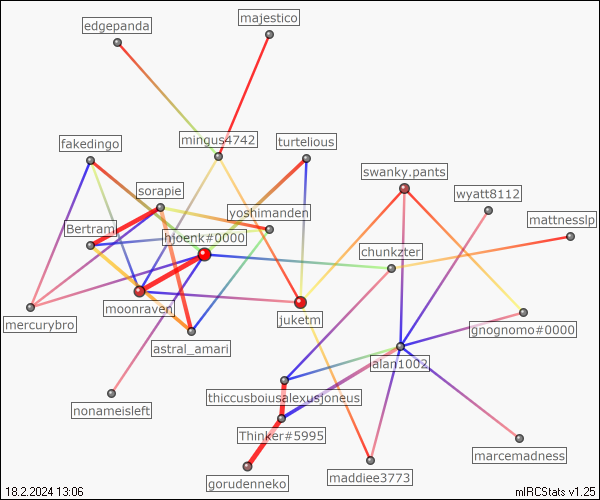 majestico
edgepanda
fakedingo
mingus4742
turtelious
swanky.pants
sorapie
wyatt8112
yoshimanden
mattnesslp
Bertram
hjoenk#0000
chunkzter
moonraven
mercurybro
juketm
gnognomo#0000
astral_amari
alan1002
thiccusboiusalexusjoneus
nonameisleft
Thinker#5995
marcemadness
gorudenneko
maddiee3773
18.2.2024 13:06
mIRCStats v1.25